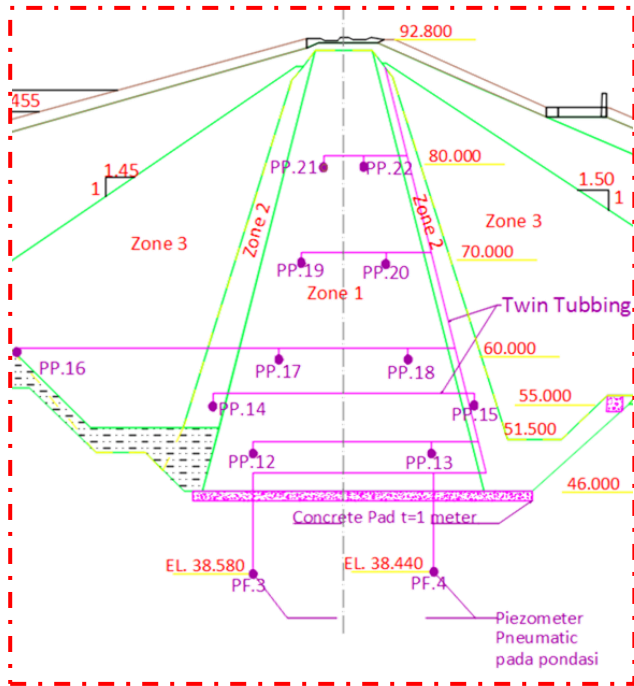 92.800
455
PP.21
PP.22
80.000
1.45
1
1.50
1
Zone 2
Zone 2
Zone 3
Zone 3
70.000
PP.19
PP.20
Zone 1
Twin Tubbing
60.000
PP.16
PP.17
PP.18
55.000
PP.14
PP.15
51.500
PP.12
PP.13
46.000
Concrete Pad t=1 meter
EL. 38.580
EL. 38.440
PF.3
PF.4
Piezometer
Pneumatic
pada pondasi